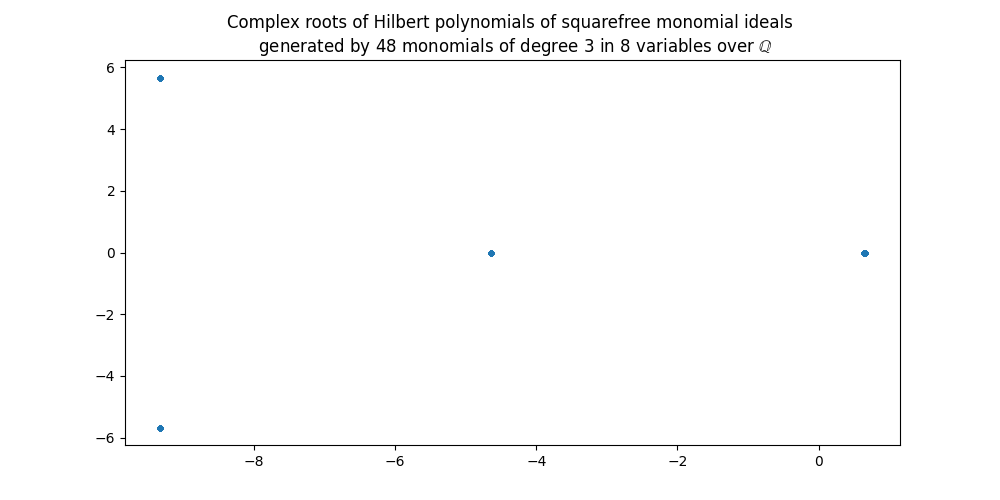 Complex roots of Hilbert polynomials of squarefree monomial ideals
generated by 48 monomials of degree 3 in 8 variables over ℚ
6
4
2
0
−2
−4
−6
−8 −6 −4 −2 0